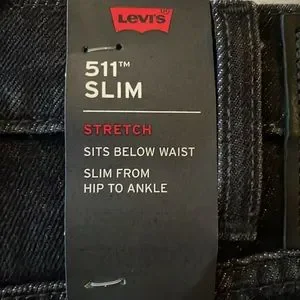 LEVI'S
511™
SLIM
STRETCH
SITS BELOW WAIST
SLIM FROM
HIP TO ANKLE